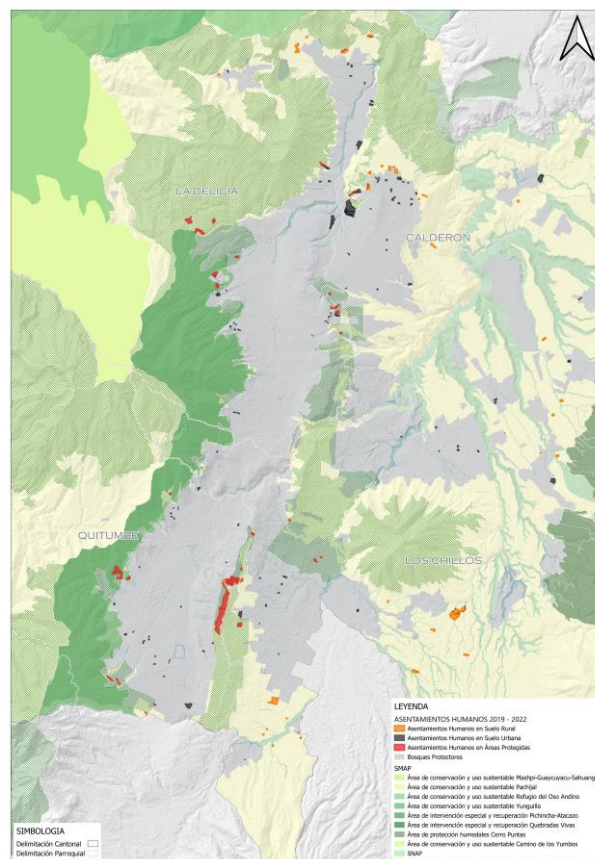 LA DELICIA
CALDERON
QUITUMBE
LOS CHILLOS
LEYENDA
ASENTAMIENTOS HUMANOS 2019 - 2022
Asentamientos Humanos en Suelo Rural
Asentamientos Humanos en Suelo Urbano
Asentamientos Humanos en Áreas Protegidas
Bosques Protectores
SMAP
Área de conservación y uso sustentable Mashpi-Guaycuyacu-Sahuang
Área de conservación y uso sustentable Pachijal
Área de conservación y uso sustentable Refugio del Oso Andino
Área de conservación y uso sustentable Yunguilla
Área de intervención especial y recuperación Pichincha-Atacazo
Área de intervención especial y recuperación Quebradas Vivas
Área de protección humedales Cerro Puntas
Área de conservación y uso sustentable Camino de los Yumbos
SNAP
SIMBOLOGIA
Delimitación Cantonal
Delimitación Parroquial